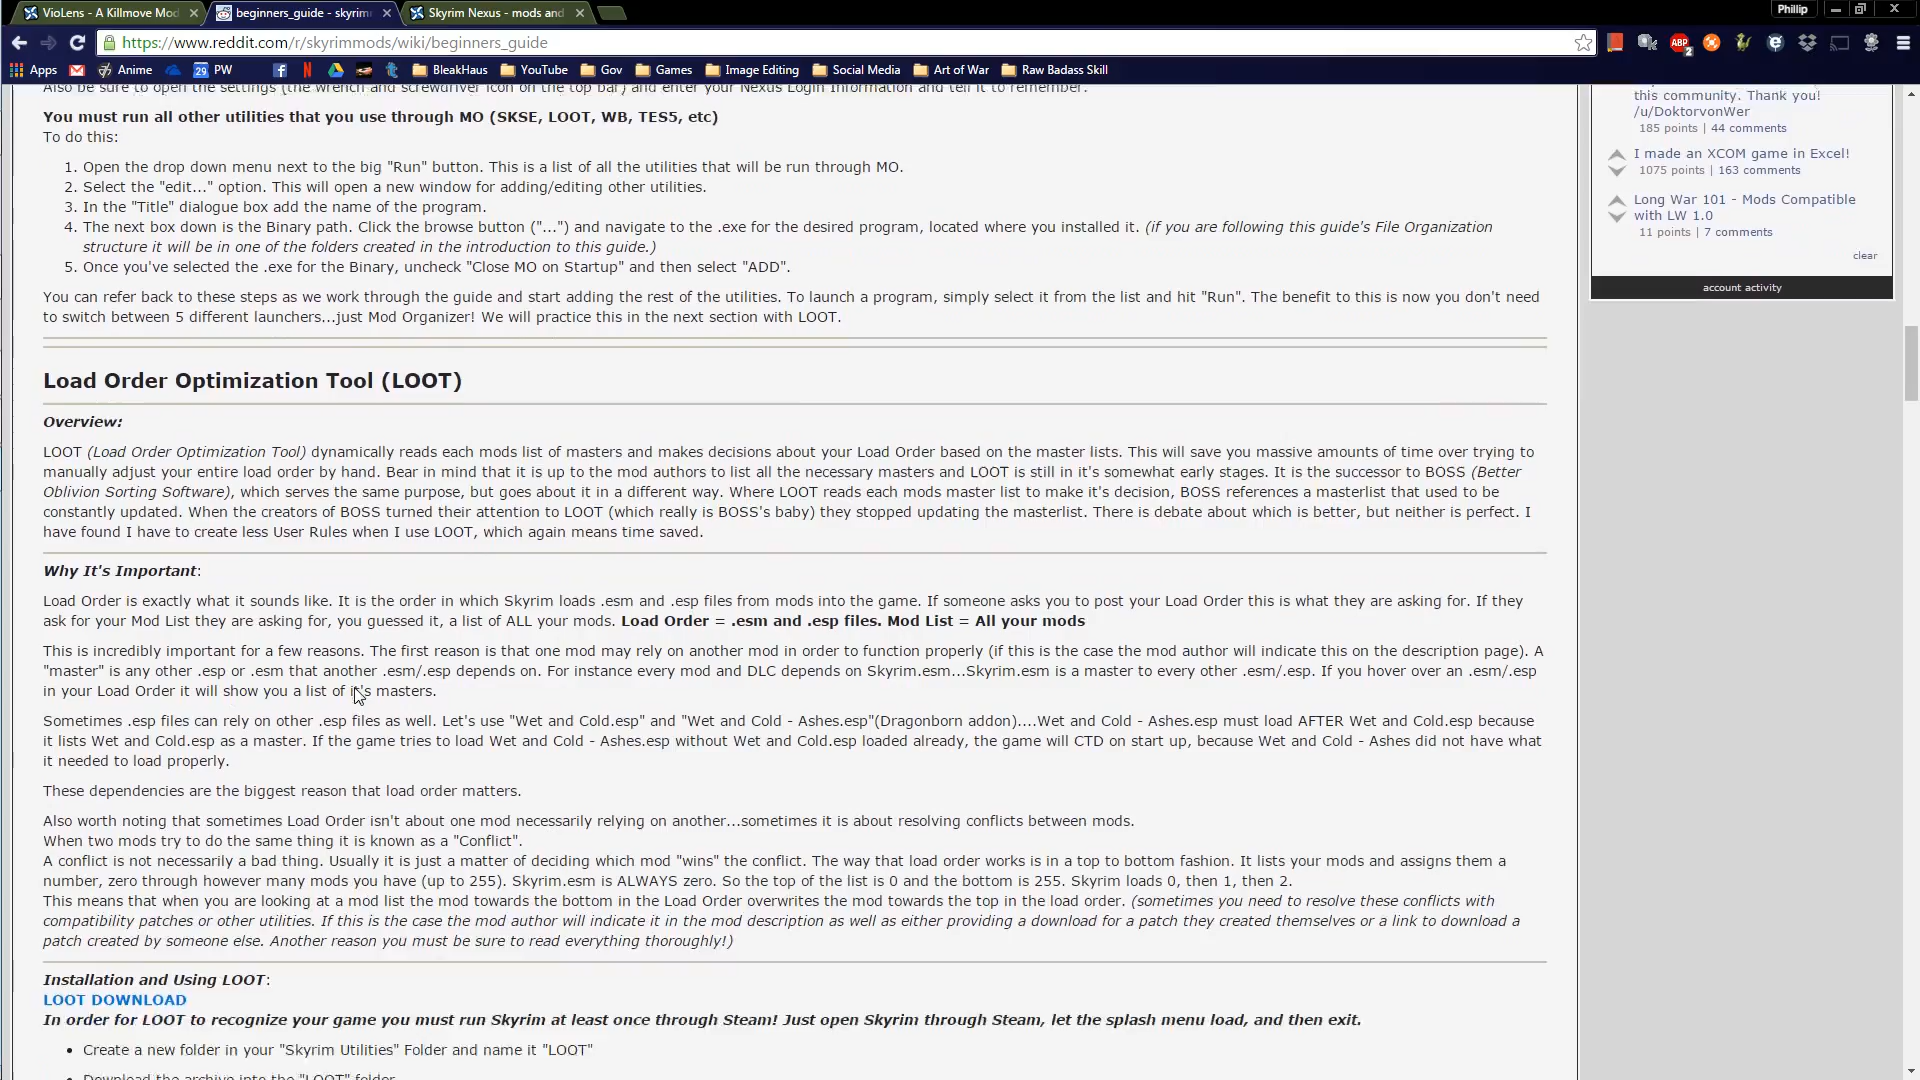 VioLens - A Killmove Mod
beginners_guide - skyrim
Skyrim Nexus - mods and
Phillip
https://www.reddit.com/r/skyrimmods/wiki/beginners_guide
Apps
Anime
29 PW
BleakHaus
YouTube
Gov
Games
Image Editing
Social Media
Art of War
Raw Badass Skill
ABP
2
Also be sure to open the settings (the wrench and screwdriver icon on the top bar) and enter your Nexus Login Information and tell it to remember.
You must run all other utilities that you use through MO (SKSE, LOOT, WB, TES5, etc)
To do this:
1. Open the drop down menu next to the big "Run" button. This is a list of all the utilities that will be run through MO.
2. Select the "edit..." option. This will open a new window for adding/editing other utilities.
3. In the "Title" dialogue box add the name of the program.
4. The next box down is the Binary path. Click the browse button ("...") and navigate to the .exe for the desired program, located where you installed it. (if you are following this guide's File Organization
structure it will be in one of the folders created in the introduction to this guide.)
5. Once you've selected the .exe for the Binary, uncheck "Close MO on Startup" and then select "ADD".
You can refer back to these steps as we work through the guide and start adding the rest of the utilities. To launch a program, simply select it from the list and hit "Run". The benefit to this is now you don't need
to switch between 5 different launchers...just Mod Organizer! We will practice this in the next section with LOOT.
Load Order Optimization Tool (LOOT)
Overview:
LOOT (Load Order Optimization Tool) dynamically reads each mods list of masters and makes decisions about your Load Order based on the master lists. This will save you massive amounts of time over trying to
manually adjust your entire load order by hand. Bear in mind that it is up to the mod authors to list all the necessary masters and LOOT is still in it's somewhat early stages. It is the successor to BOSS (Better
Oblivion Sorting Software), which serves the same purpose, but goes about it in a different way. Where LOOT reads each mods master list to make it's decision, BOSS references a masterlist that used to be
constantly updated. When the creators of BOSS turned their attention to LOOT (which really is BOSS's baby) they stopped updating the masterlist. There is debate about which is better, but neither is perfect. I
have found I have to create less User Rules when I use LOOT, which again means time saved.
Why It's Important:
Load Order is exactly what it sounds like. It is the order in which Skyrim loads .esm and .esp files from mods into the game. If someone asks you to post your Load Order this is what they are asking for. If they
ask for your Mod List they are asking for, you guessed it, a list of ALL your mods. Load Order = .esm and .esp files. Mod List = All your mods
This is incredibly important for a few reasons. The first reason is that one mod may rely on another mod in order to function properly (if this is the case the mod author will indicate this on the description page). A
"master" is any other .esp or .esm that another .esm/.esp depends on. For instance every mod and DLC depends on Skyrim.esm...Skyrim.esm is a master to every other .esm/.esp. If you hover over an .esm/.esp
in your Load Order it will show you a list of it's masters.
Sometimes .esp files can rely on other .esp files as well. Let's use "Wet and Cold.esp" and "Wet and Cold - Ashes.esp"(Dragonborn addon)....Wet and Cold - Ashes.esp must load AFTER Wet and Cold.esp because
it lists Wet and Cold.esp as a master. If the game tries to load Wet and Cold - Ashes.esp without Wet and Cold.esp loaded already, the game will CTD on start up, because Wet and Cold - Ashes did not have what
it needed to load properly.
These dependencies are the biggest reason that load order matters.
Also worth noting that sometimes Load Order isn't about one mod necessarily relying on another...sometimes it is about resolving conflicts between mods.
When two mods try to do the same thing it is known as a "Conflict".
A conflict is not necessarily a bad thing. Usually it is just a matter of deciding which mod "wins" the conflict. The way that load order works is in a top to bottom fashion. It lists your mods and assigns them a
number, zero through however many mods you have (up to 255). Skyrim.esm is ALWAYS zero. So the top of the list is 0 and the bottom is 255. Skyrim loads 0, then 1, then 2.
This means that when you are looking at a mod list the mod towards the bottom in the Load Order overwrites the mod towards the top in the load order. (sometimes you need to resolve these conflicts with
compatibility patches or other utilities. If this is the case the mod author will indicate it in the mod description as well as either providing a download for a patch they created themselves or a link to download a
patch created by someone else. Another reason you must be sure to read everything thoroughly!)
Installation and Using LOOT:
LOOT DOWNLOAD
In order for LOOT to recognize your game you must run Skyrim at least once through Steam! Just open Skyrim through Steam, let the splash menu load, and then exit.
• Create a new folder in your "Skyrim Utilities" Folder and name it "LOOT"
• Download the archive into the "LOOT" folder
this community. Thank you!
/u/DoktorvonWer
185 points | 44 comments
I made an XCOM game in Excel!
1075 points | 163 comments
Long War 101 - Mods Compatible
with LW 1.0
11 points | 7 comments
clear
account activity